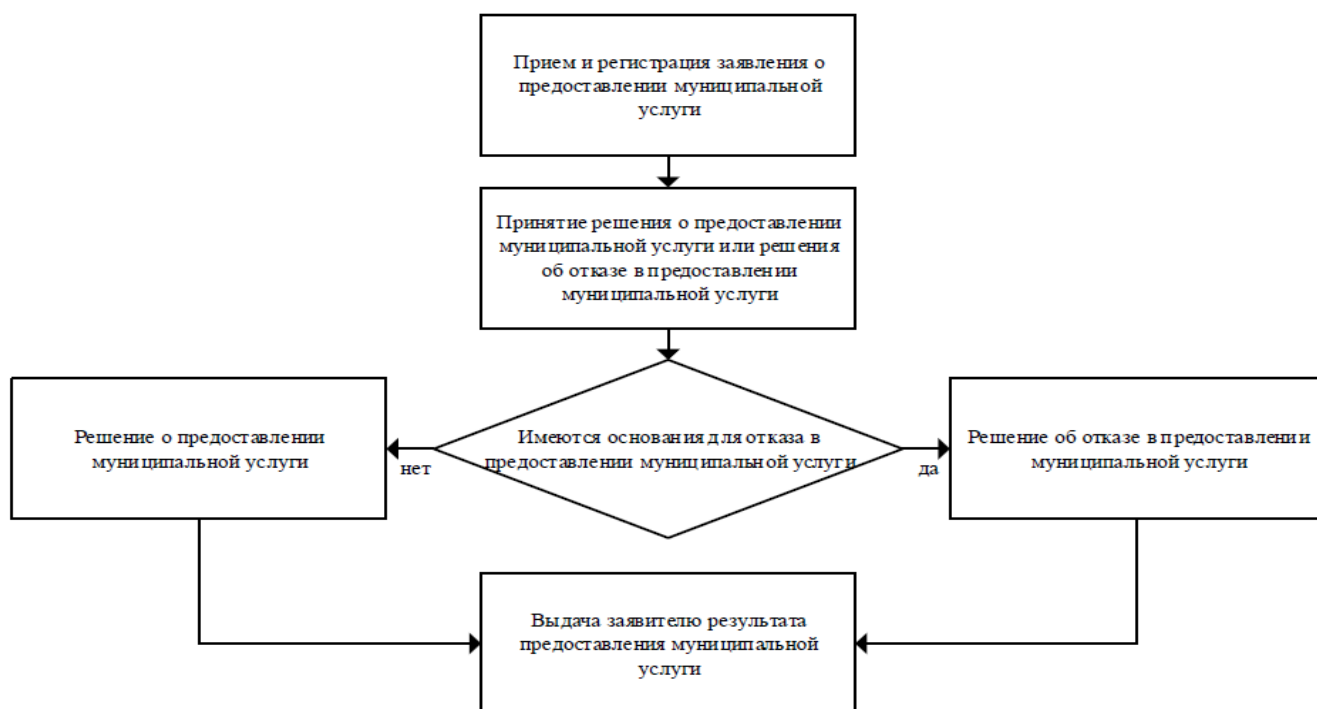 Прием и регистрация заявления о
предоставлении муниципальной
услуги
Принятие решения о предоставлении
муниципальной услуги или решения
об отказе в предоставлении
муниципальной услуги
Решение о предоставлении
муниципальной услуги
нет
Имеются основания для отказа в
предоставлении муниципальной услуги
да
Решение об отказе в предоставлении
муниципальной услуги
Выдача заявителю результата
предоставления муниципальной
услуги